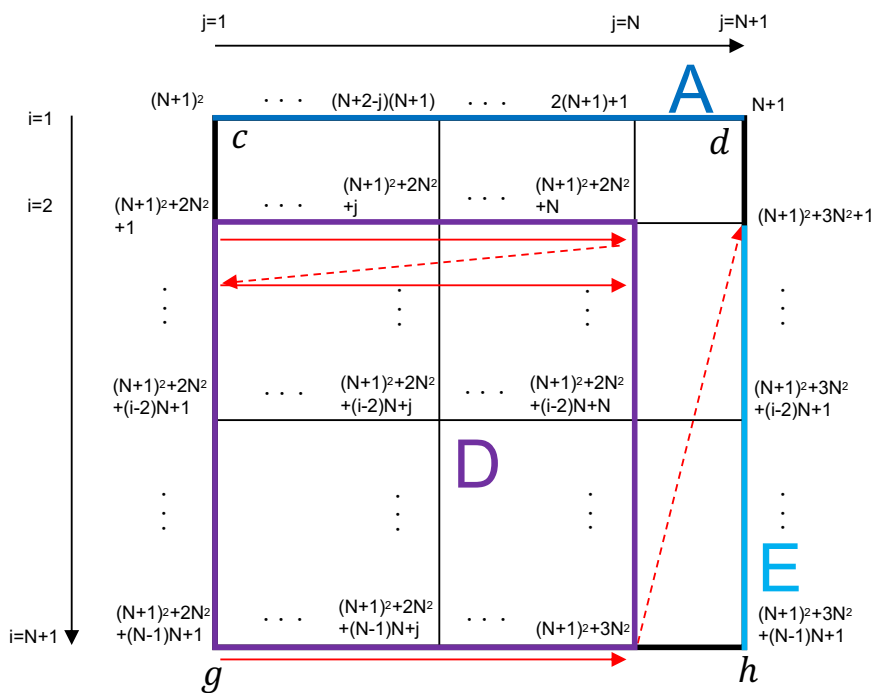 j=1 j=N j=N+1
A
(N+1)² · · · (N+2-j)(N+1) · · · 2(N+1)+1 N+1
i=1
c d
i=2
(N+1)²+2N²
+1
· · ·
(N+1)²+2N²
+j
· · ·
(N+1)²+2N²
+N
(N+1)²+3N²+1
(N+1)²+2N²
+(i-2)N+1
· · ·
(N+1)²+2N²
+(i-2)N+j
· · ·
(N+1)²+2N²
+(i-2)N+N
(N+1)²+3N²
+(i-2)N+1
D
E
i=N+1
(N+1)²+2N²
+(N-1)N+1
· · ·
(N+1)²+2N²
+(N-1)N+j
· · ·
(N+1)²+3N²
(N+1)²+3N²
+(N-1)N+1
g h